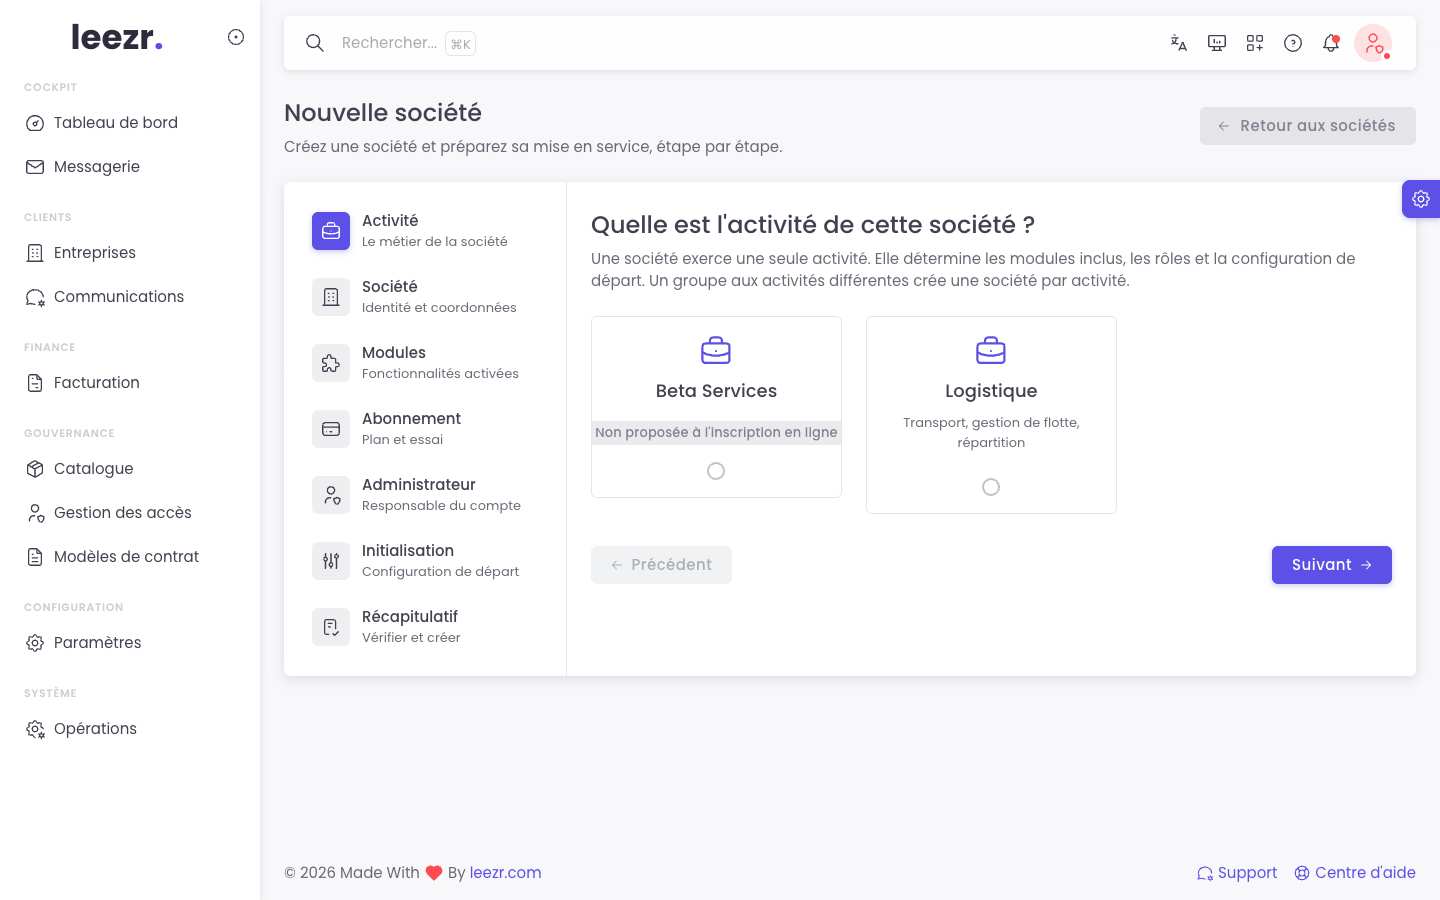 leezr.
COCKPIT
Tableau de bord
Messagerie
CLIENTS
Entreprises
Communications
FINANCE
Facturation
GOUVERNANCE
Catalogue
Gestion des accès
Modèles de contrat
CONFIGURATION
Paramètres
SYSTÈME
Opérations
Rechercher... ⌘K
Nouvelle société
Créez une société et préparez sa mise en service, étape par étape.
← Retour aux sociétés
Activité
Le métier de la société
Société
Identité et coordonnées
Modules
Fonctionnalités activées
Abonnement
Plan et essai
Administrateur
Responsable du compte
Initialisation
Configuration de départ
Récapitulatif
Vérifier et créer
Quelle est l'activité de cette société ?
Une société exerce une seule activité. Elle détermine les modules inclus, les rôles et la configuration de
départ. Un groupe aux activités différentes crée une société par activité.
Beta Services
Non proposée à l'inscription en ligne
Logistique
Transport, gestion de flotte,
répartition
← Précédent
Suivant →
© 2026 Made With ❤ By leezr.com
Support
Centre d'aide